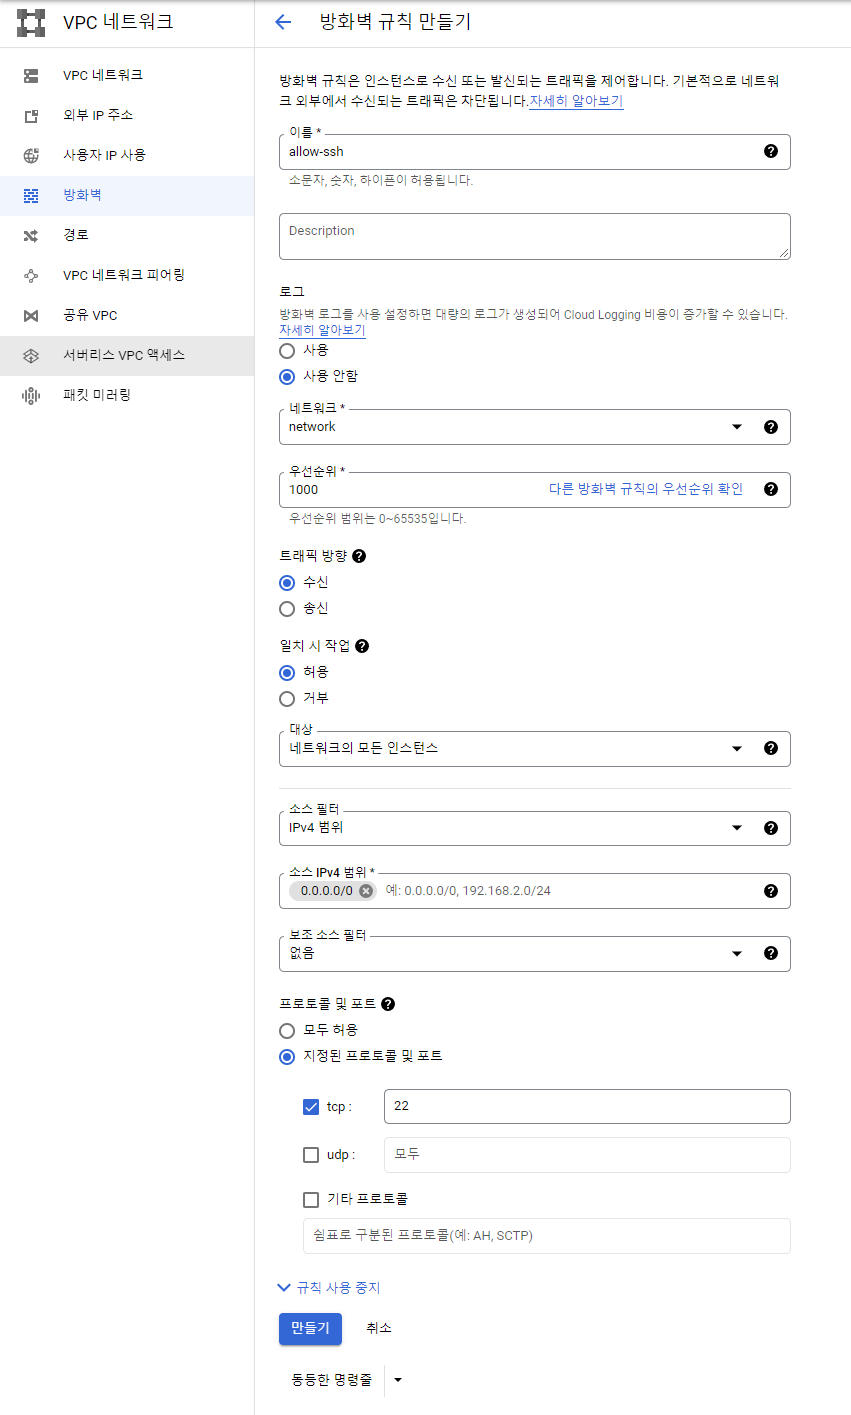 VPC 네트워크
방화벽 규칙 만들기
VPC 네트워크
외부 IP 주소
사용자 IP 사용
방화벽
경로
VPC 네트워크 피어링
공유 VPC
서버리스 VPC 액세스
패킷 미러링
방화벽 규칙은 인스턴스로 수신 또는 발신되는 트래픽을 제어합니다. 기본적으로 네트워
크 외부에서 수신되는 트래픽은 차단됩니다.자세히 알아보기
이름 *
allow-ssh
소문자, 숫자, 하이픈이 허용됩니다.
Description
로그
방화벽 로그를 사용 설정하면 대량의 로그가 생성되어 Cloud Logging 비용이 증가할 수 있습니다.
자세히 알아보기
사용
사용 안함
네트워크 *
network
우선순위 *
1000 다른 방화벽 규칙의 우선순위 확인
우선순위 범위는 0~65535입니다.
트래픽 방향
수신
송신
일치 시 작업
허용
거부
대상
네트워크의 모든 인스턴스
소스 필터
IPv4 범위
소스 IPv4 범위 *
0.0.0.0/0 예: 0.0.0.0/0, 192.168.2.0/24
보조 소스 필터
없음
프로토콜 및 포트
모두 허용
지정된 프로토콜 및 포트
tcp : 22
udp : 모두
기타 프로토콜
쉼표로 구분된 프로토콜(예: AH, SCTP)
규칙 사용 중지
만들기 취소
동등한 명령줄